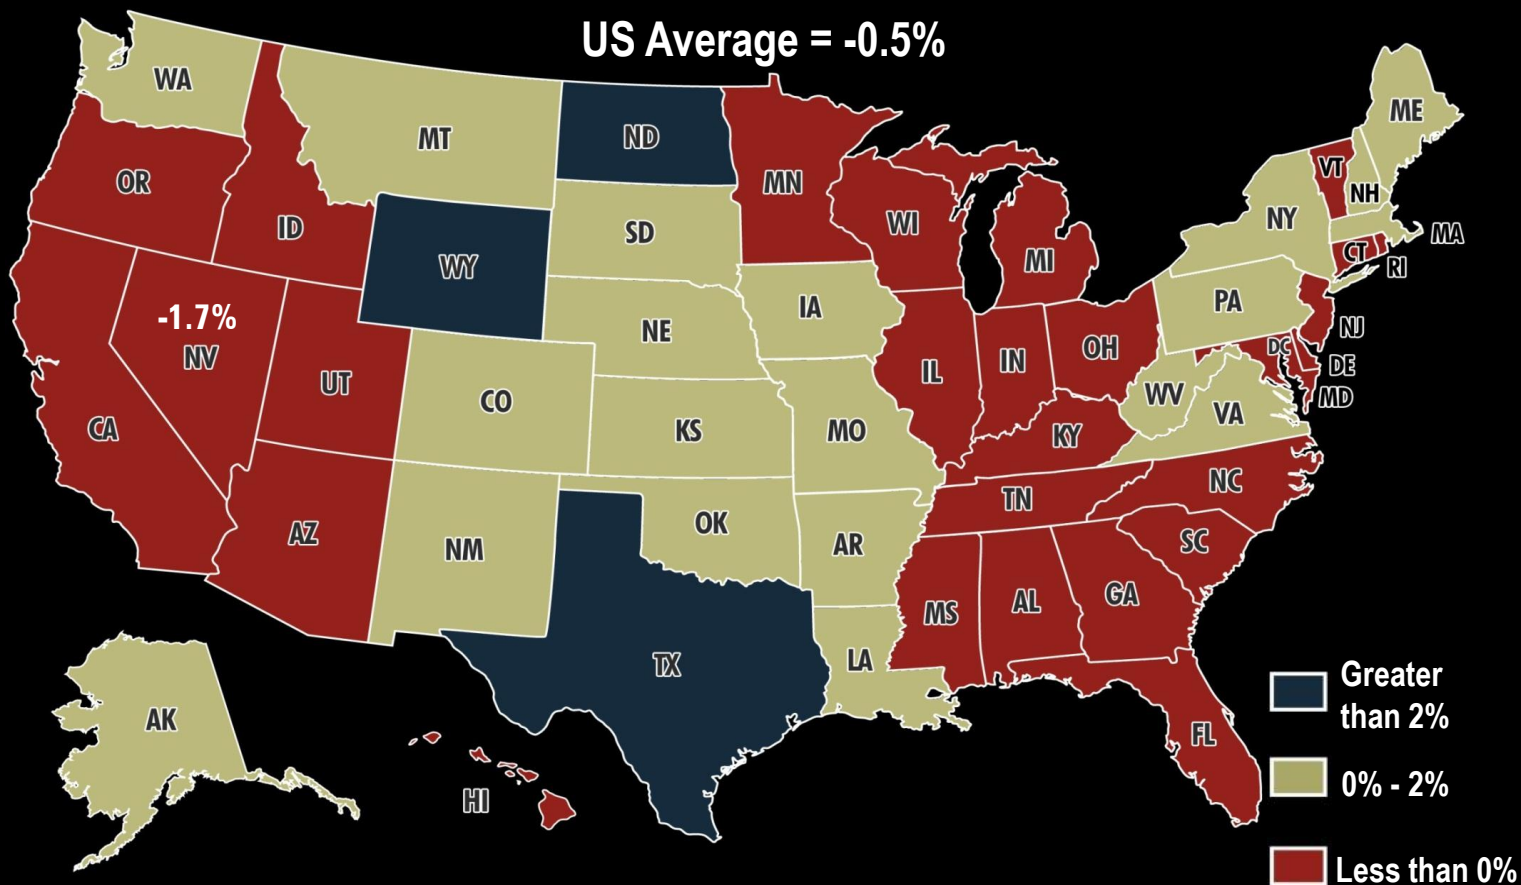 US Average = -0.5%
WA
MT
ND
MN
ME
VT
NH
OR
ID
WY
SD
WI
MI
NY
MA
CT
RI
-1.7%
NV
UT
CO
NE
IA
IL
IN
OH
PA
NJ
DC
DE
MD
WV
VA
CA
KS
MO
KY
AZ
NM
OK
AR
TN
NC
SC
MS
AL
GA
TX
LA
FL
AK
HI
Greater
than 2%
0% - 2%
Less than 0%